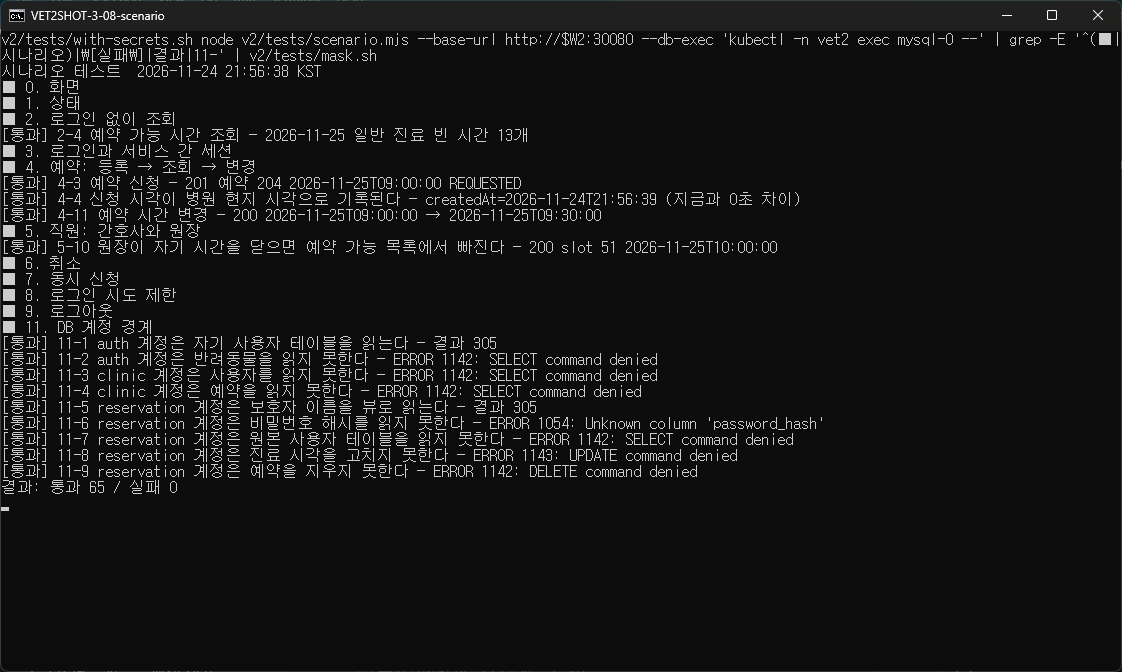 VET2SHOT-3-08-scenario
v2/tests/with-secrets.sh node v2/tests/scenario.mjs --base-url http://$W2:30080 --db-exec 'kubectl -n vet2 exec mysql-0 --' | grep -E '^(■|
시나리오)|₩[실패₩]|결과|11-' | v2/tests/mask.sh
시나리오 테스트  2026-11-24 21:56:38 KST
■ 0. 화면
■ 1. 상태
■ 2. 로그인 없이 조회
[통과] 2-4 예약 가능 시간 조회 - 2026-11-25 일반 진료 빈 시간 13개
■ 3. 로그인과 서비스 간 세션
■ 4. 예약: 등록 → 조회 → 변경
[통과] 4-3 예약 신청 - 201 예약 204 2026-11-25T09:00:00 REQUESTED
[통과] 4-4 신청 시각이 병원 현지 시각으로 기록된다 - createdAt=2026-11-24T21:56:39 (지금과 0초 차이)
[통과] 4-11 예약 시간 변경 - 200 2026-11-25T09:00:00 → 2026-11-25T09:30:00
■ 5. 직원: 간호사와 원장
[통과] 5-10 원장이 자기 시간을 닫으면 예약 가능 목록에서 빠진다 - 200 slot 51 2026-11-25T10:00:00
■ 6. 취소
■ 7. 동시 신청
■ 8. 로그인 시도 제한
■ 9. 로그아웃
■ 11. DB 계정 경계
[통과] 11-1 auth 계정은 자기 사용자 테이블을 읽는다 - 결과 305
[통과] 11-2 auth 계정은 반려동물을 읽지 못한다 - ERROR 1142: SELECT command denied
[통과] 11-3 clinic 계정은 사용자를 읽지 못한다 - ERROR 1142: SELECT command denied
[통과] 11-4 clinic 계정은 예약을 읽지 못한다 - ERROR 1142: SELECT command denied
[통과] 11-5 reservation 계정은 보호자 이름을 뷰로 읽는다 - 결과 305
[통과] 11-6 reservation 계정은 비밀번호 해시를 읽지 못한다 - ERROR 1054: Unknown column 'password_hash'
[통과] 11-7 reservation 계정은 원본 사용자 테이블을 읽지 못한다 - ERROR 1142: SELECT command denied
[통과] 11-8 reservation 계정은 진료 시각을 고치지 못한다 - ERROR 1143: UPDATE command denied
[통과] 11-9 reservation 계정은 예약을 지우지 못한다 - ERROR 1142: DELETE command denied
결과: 통과 65 / 실패 0